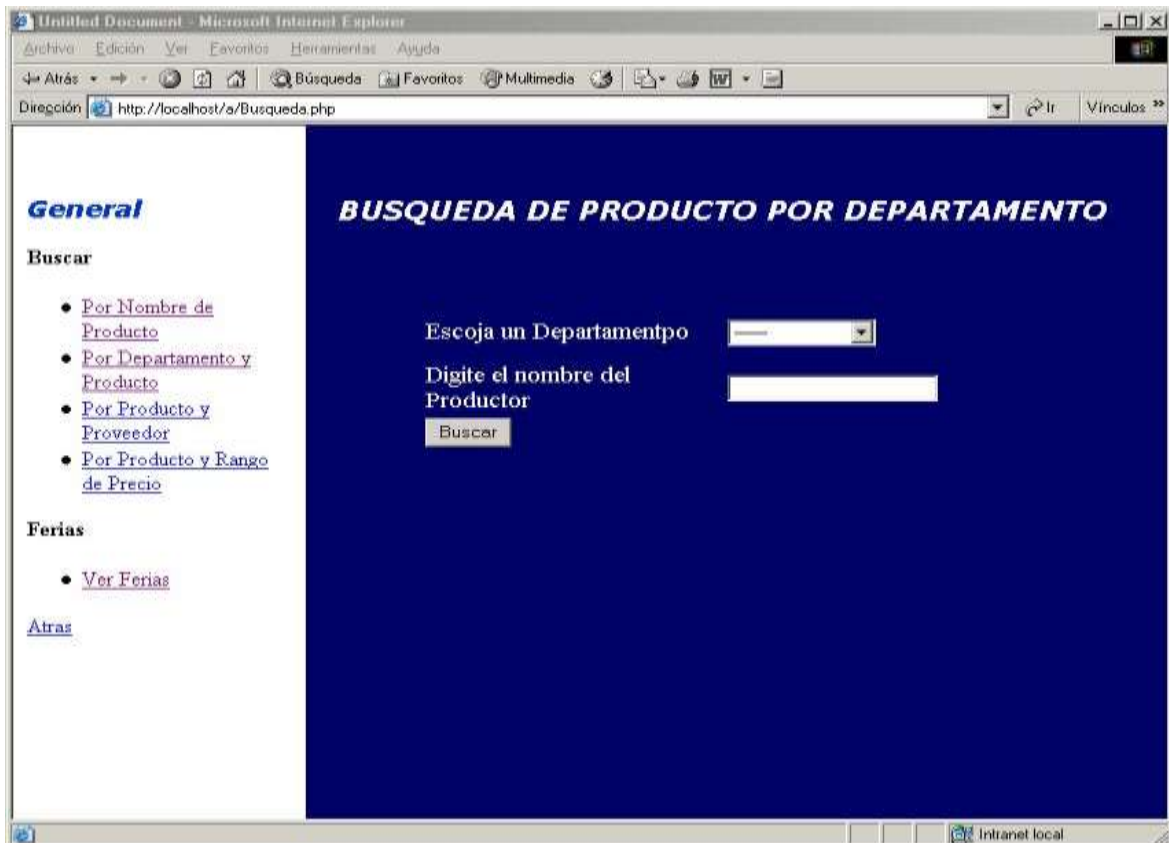 Untitled Document - Microsoft Internet Explorer
Archivo Edición Ver Favoritos Herramientas Ayuda
Atrás Búsqueda Favoritos Multimedia
Dirección http://localhost/a/Busqueda.php Ir Vínculos »
General
Buscar
Por Nombre de
Producto
Por Departamento y
Producto
Por Producto y
Proveedor
Por Producto y Rango
de Precio
Ferias
Ver Ferias
Atras
BUSQUEDA DE PRODUCTO POR DEPARTAMENTO
Escoja un Departamentpo
Digite el nombre del
Productor
Buscar
Intranet local